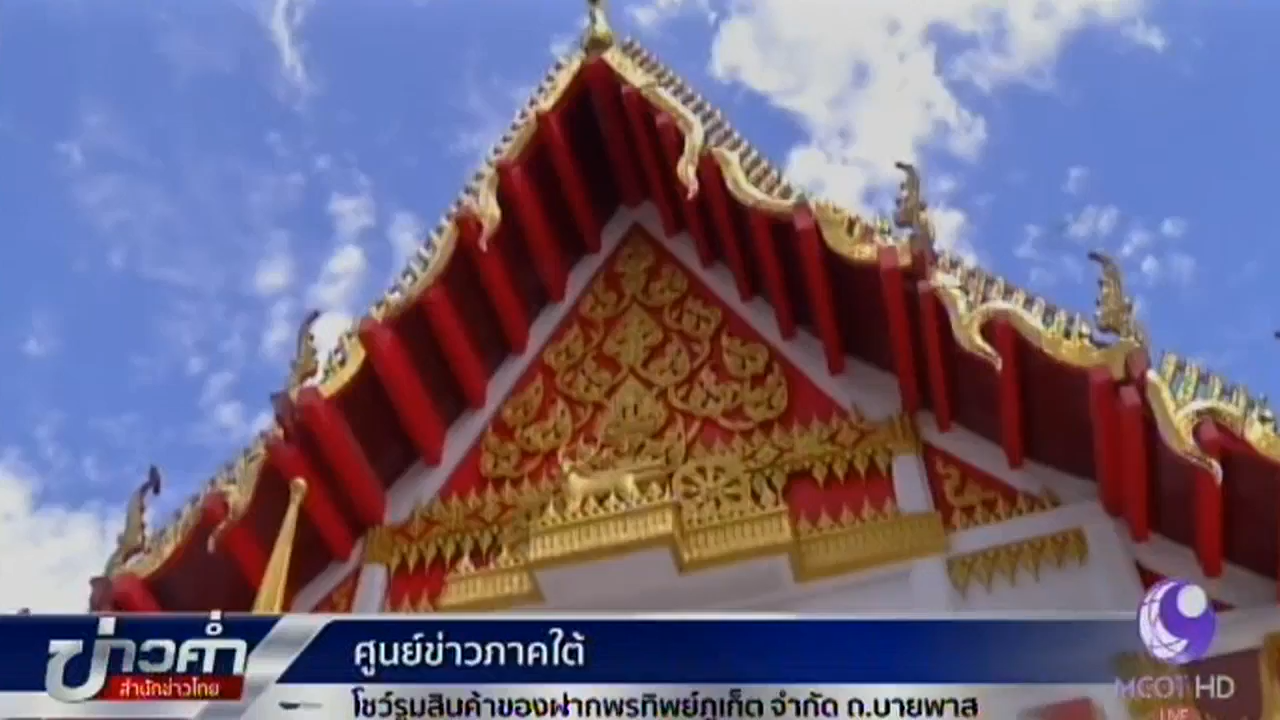 ข่าวค่ำ
สำนักข่าวไทย
ศูนย์ข่าวภาคใต้
โชว์รูมสินค้าของฝากพรทิพย์ภูเก็ต จำกัด ถ.บายพาส
MCOT HD
LIVE